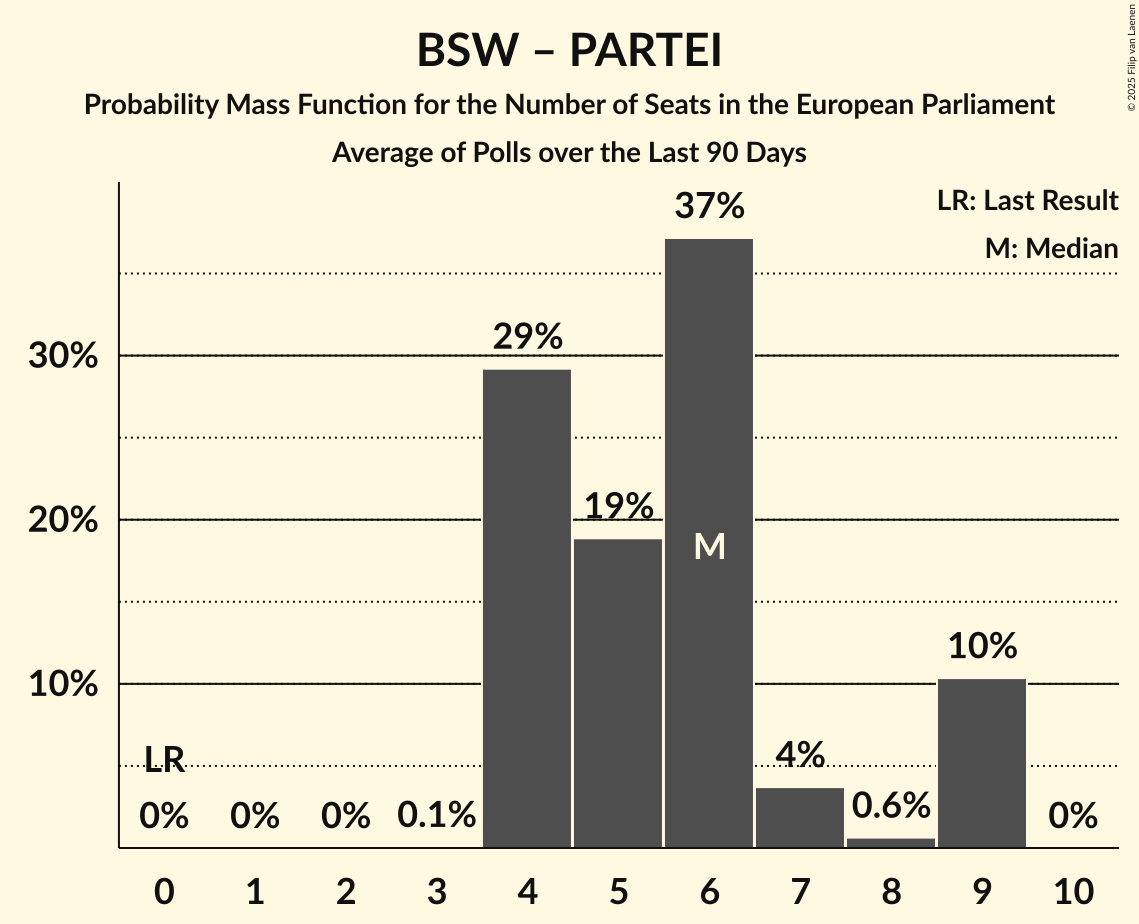 BSW – PARTEI
Probability Mass Function for the Number of Seats in the European Parliament
Average of Polls over the Last 90 Days
© 2025 Filip van Laenen
LR: Last Result
M: Median
37%
29%
30%
19%
20%
M
10%
10%
4%
LR
0%
0%
0%
0.1%
0.6%
0%
0 1 2 3 4 5 6 7 8 9 10